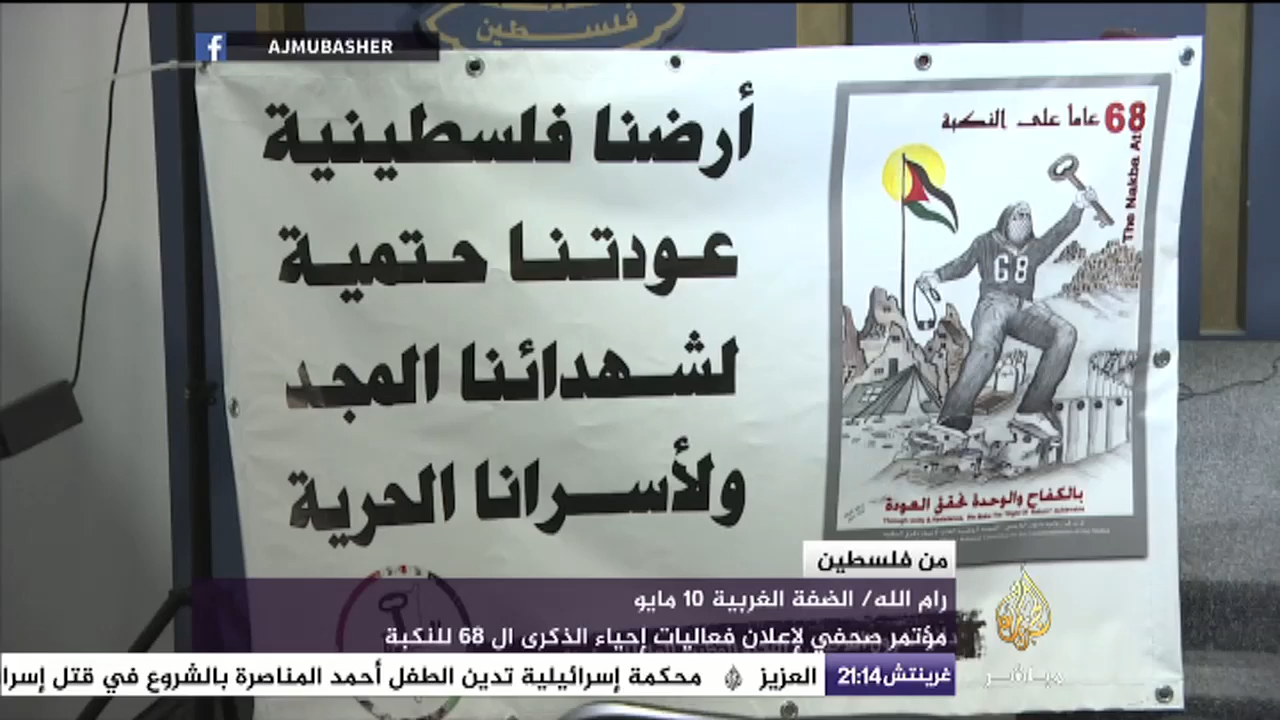 AJMUBASHER
فلسطين
أرضنا فلسطينية
عودتنا حتمية
لشهدائنا المجد
ولأسرانا الحرية
68 عاماً على النكبة
The Nakba At
68
بالكفاح والوحدة نحقق العودة
من فلسطين
رام الله/ الضفة الغربية 10 مايو
مؤتمر صحفي لإعلان فعاليات إحياء الذكرى ال 68 للنكبة
الجزيرة
مباشر
غرينتش 21:14
العزيز محكمة إسرائيلية تدين الطفل أحمد المناصرة بالشروع في قتل إسرا